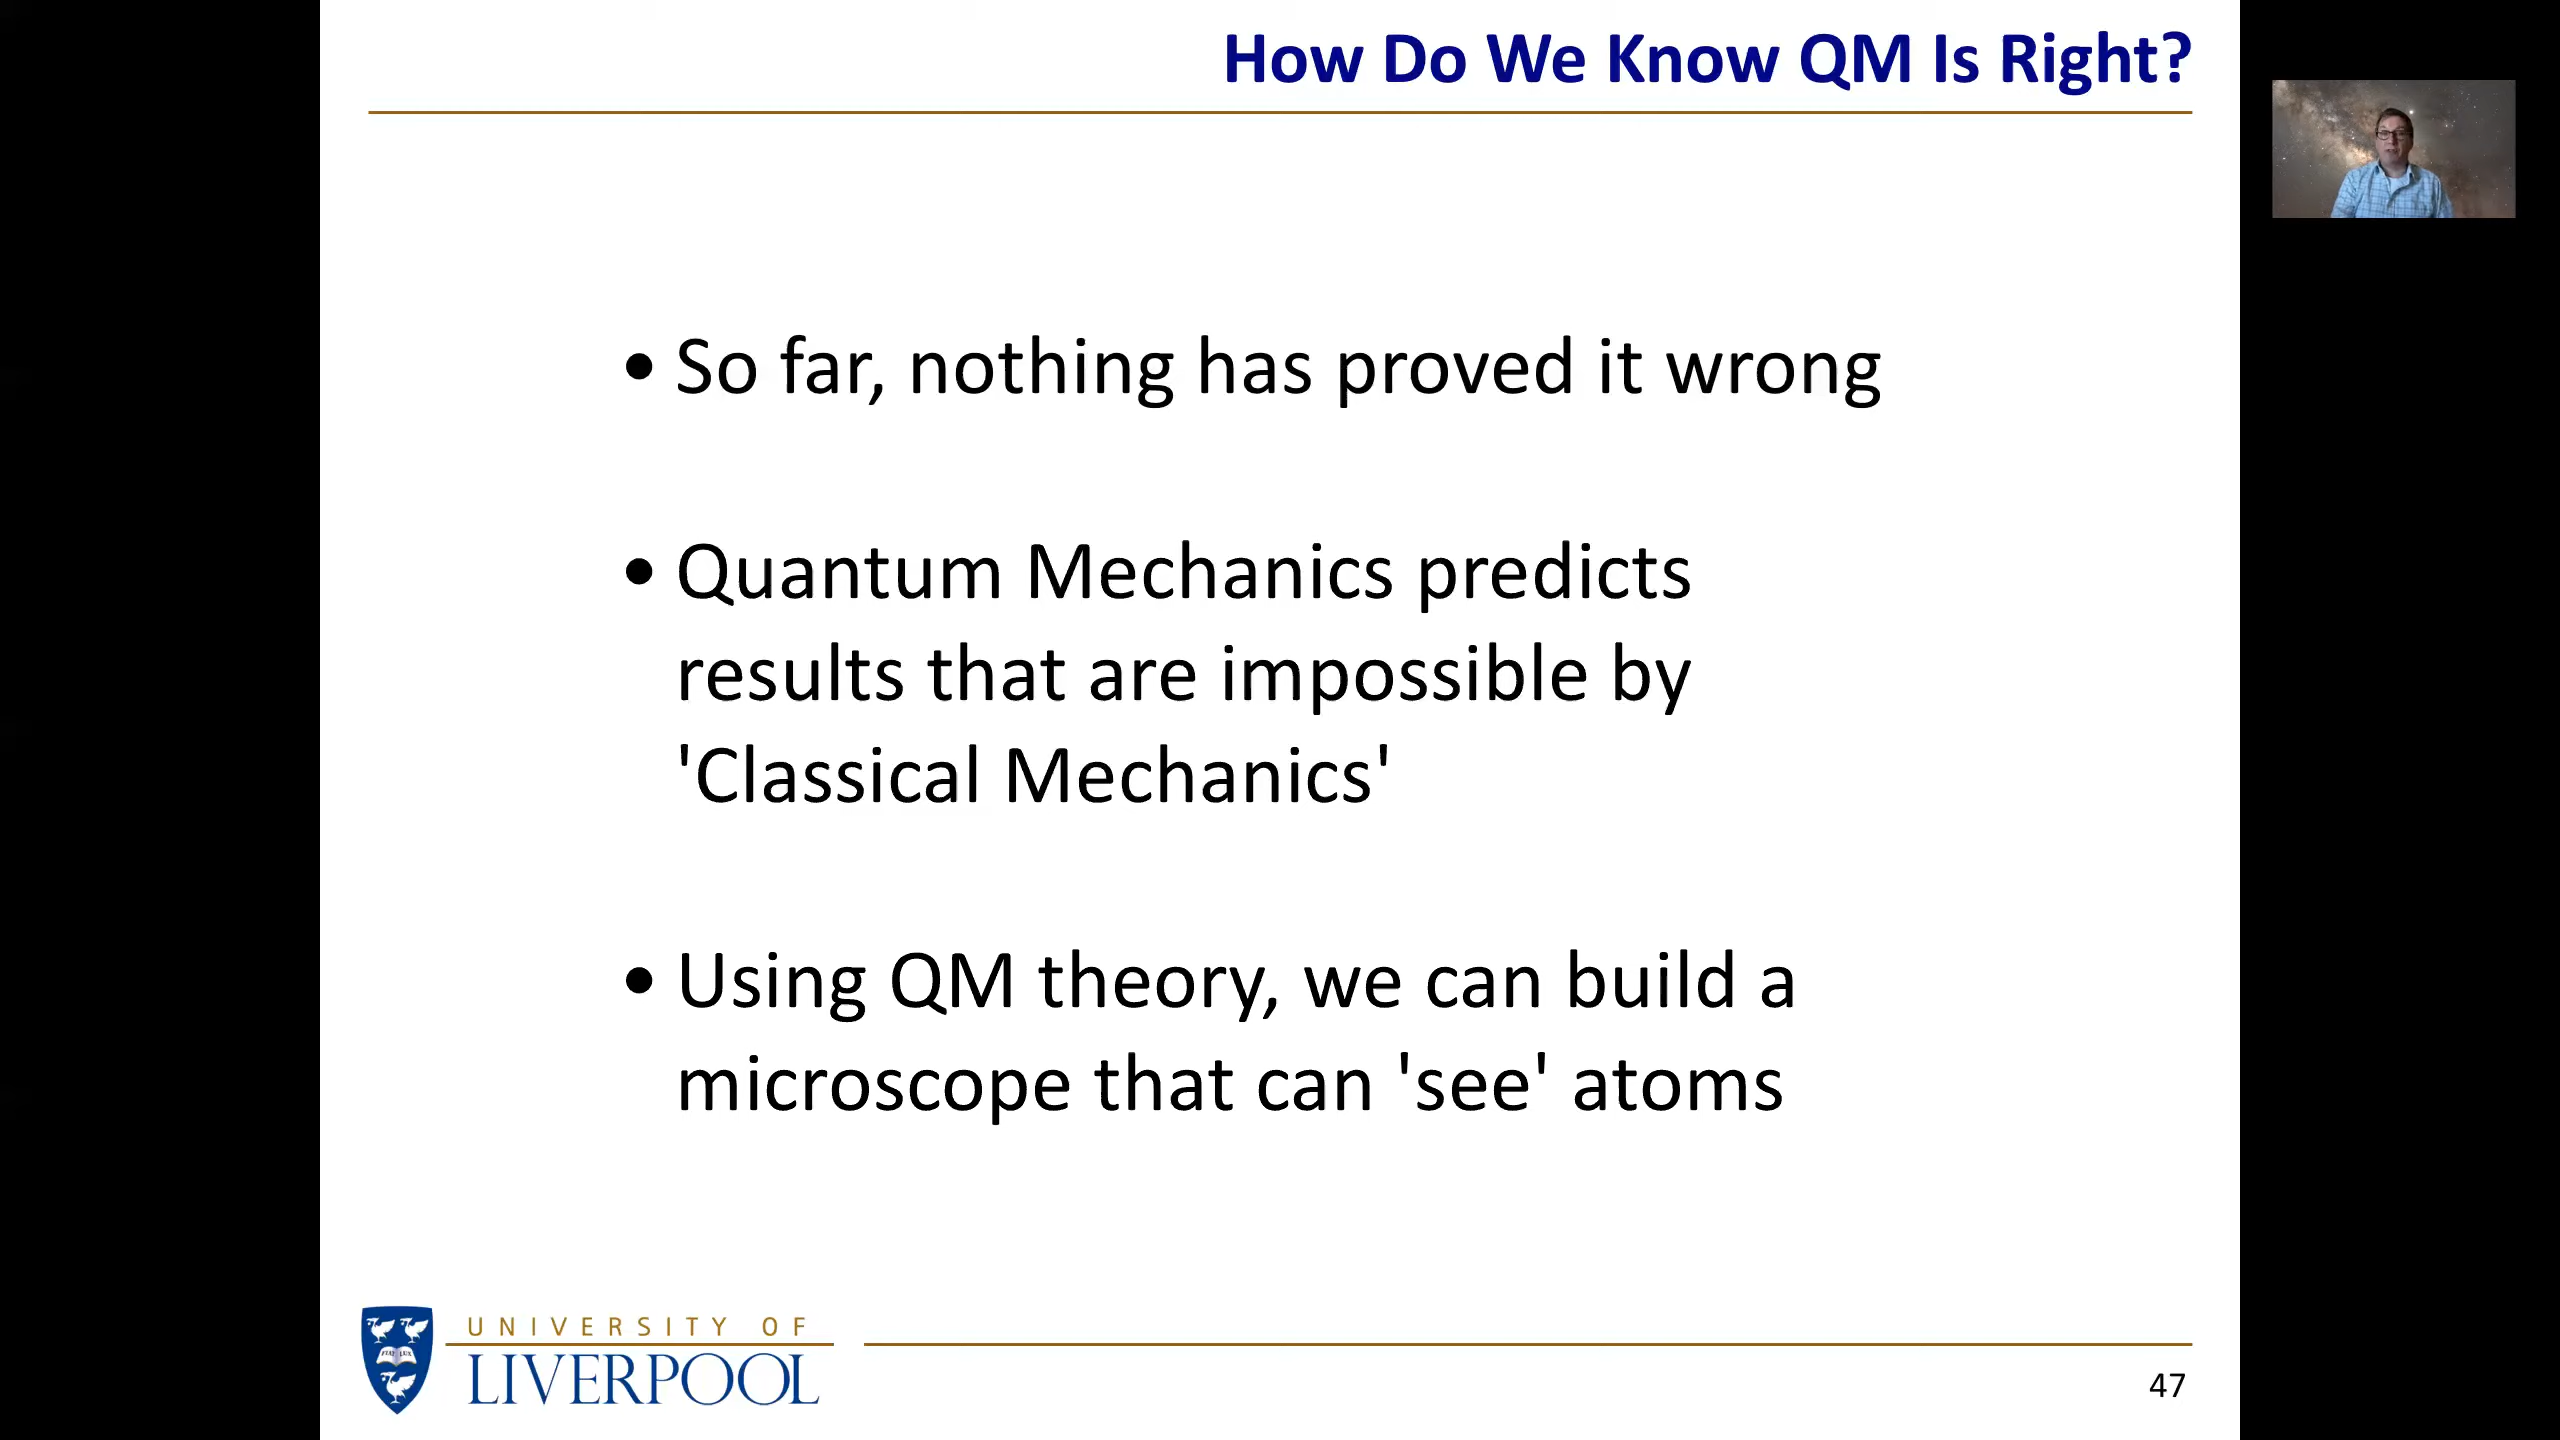 How Do We Know QM Is Right?
• So far, nothing has proved it wrong
• Quantum Mechanics predicts
results that are impossible by
'Classical Mechanics'
• Using QM theory, we can build a
microscope that can 'see' atoms
FIAT LUX
UNIVERSITY OF
LIVERPOOL
47